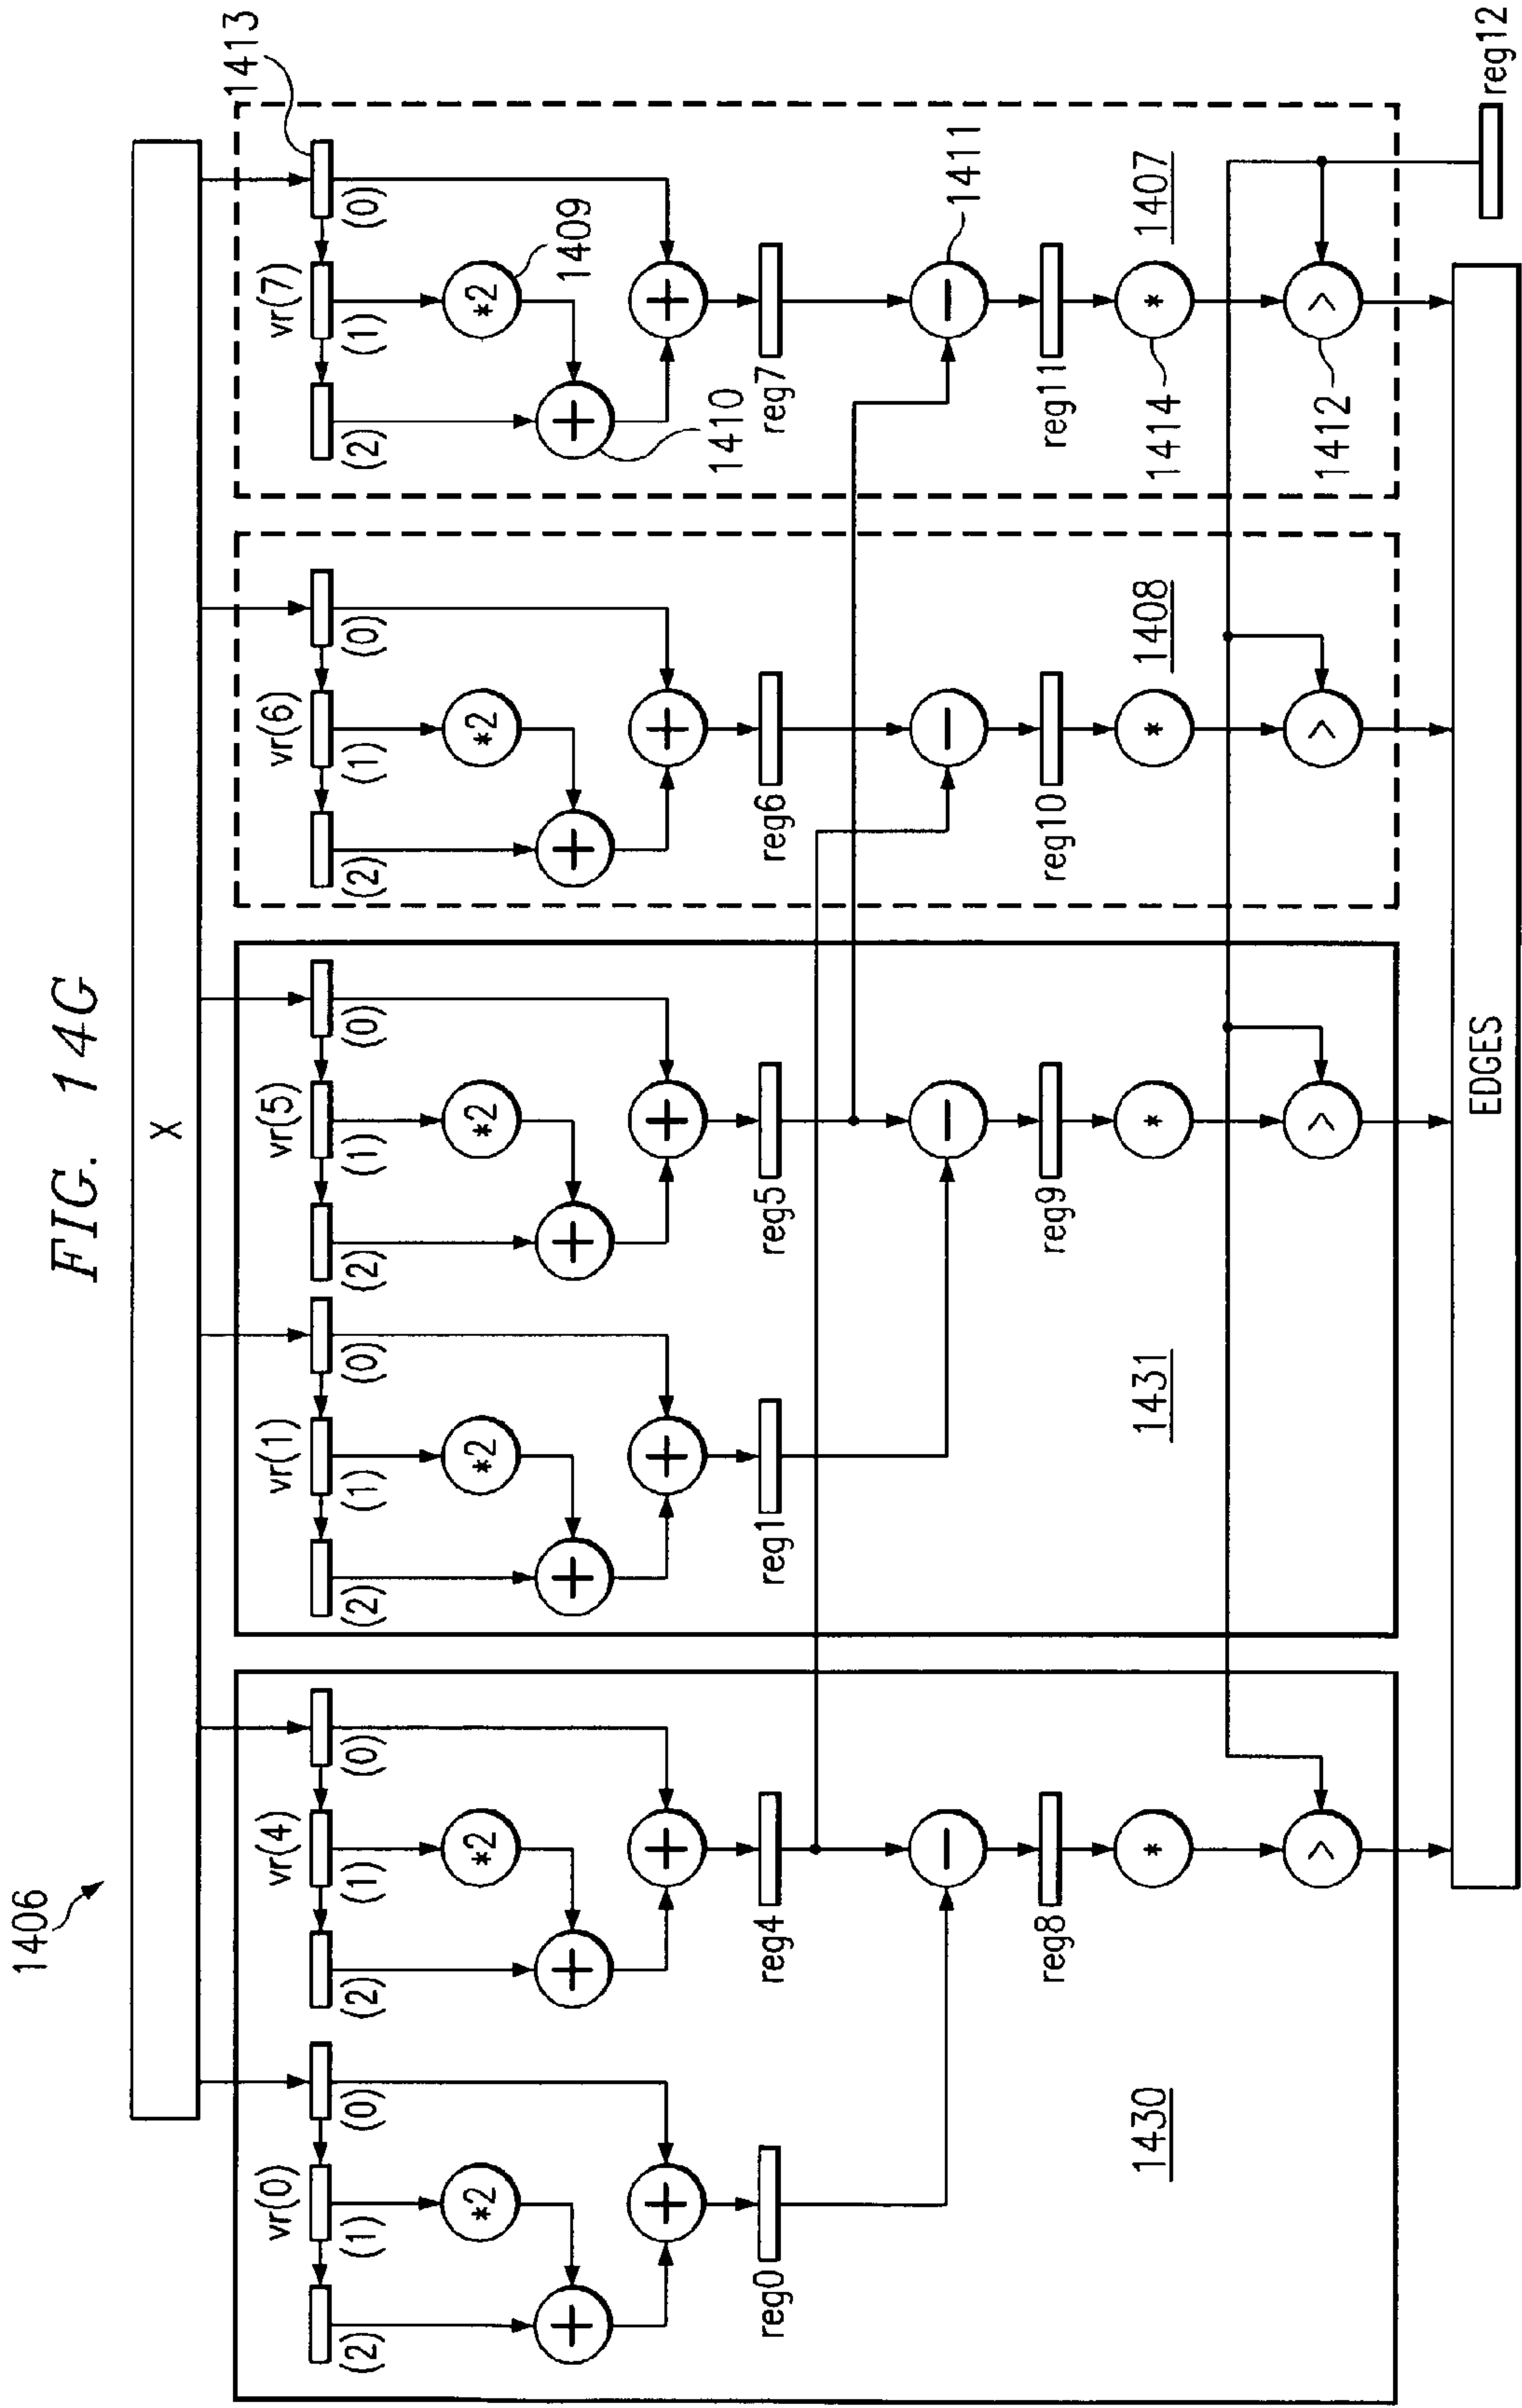 FIG. 14G
1406
X
1413
vr(0)
(2)
(1)
(0)
vr(4)
(2)
(1)
(0)
vr(1)
(2)
(1)
(0)
vr(5)
(2)
(1)
(0)
vr(6)
(2)
(1)
(0)
vr(7)
(2)
(1)
(0)
*2
*2
*2
*2
*2
*2
1409
+
+
+
+
+
+
1410
+
+
+
+
+
+
reg0
reg4
reg1
reg5
reg6
reg7
−
−
−
−
1411
reg8
reg9
reg10
reg11
1430
*
1431
*
*
1408
*
1414
1407
>
>
>
>
1412
EDGES
reg12